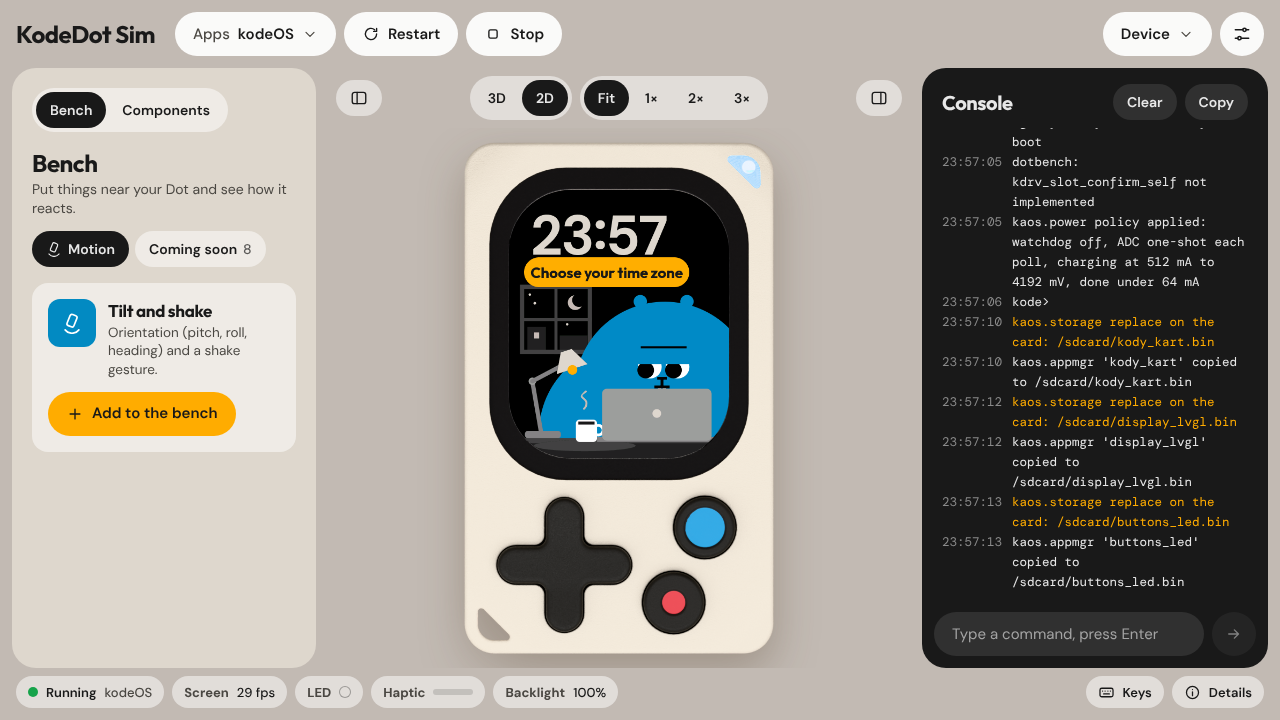 KodeDot Sim
Apps kodeOS
Restart
Stop
Device
Bench
Components
Bench
Put things near your Dot and see how it
reacts.
Motion
Coming soon 8
Tilt and shake
Orientation (pitch, roll,
heading) and a shake
gesture.
Add to the bench
3D
2D
Fit
1×
2×
3×
23:57
Choose your time zone
Console
Clear
Copy
boot
23:57:05 dotbench:
kdrv_slot_confirm_self not
implemented
23:57:05 kaos.power policy applied:
watchdog off, ADC one-shot each
poll, charging at 512 mA to
4192 mV, done under 64 mA
23:57:06 kode>
23:57:10 kaos.storage replace on the
card: /sdcard/kody_kart.bin
23:57:10 kaos.appmgr 'kody_kart' copied
to /sdcard/kody_kart.bin
23:57:12 kaos.storage replace on the
card: /sdcard/display_lvgl.bin
23:57:12 kaos.appmgr 'display_lvgl'
copied to
/sdcard/display_lvgl.bin
23:57:13 kaos.storage replace on the
card: /sdcard/buttons_led.bin
23:57:13 kaos.appmgr 'buttons_led'
copied to
/sdcard/buttons_led.bin
Type a command, press Enter
Running kodeOS
Screen 29 fps
LED
Haptic
Backlight 100%
Keys
Details